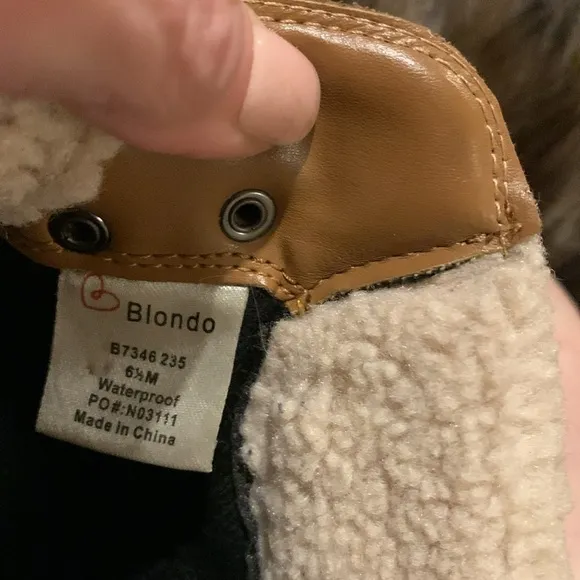 Blondo
B7346 235
6½M
Waterproof
PO#:N03111
Made in China